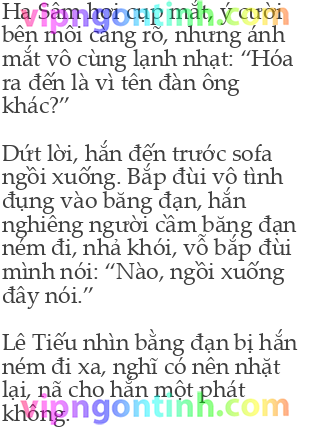 Hạ Sâm hơi cụp mắt, ý cười
vipngontinh.com
bên môi càng rõ, nhưng ánh
mắt vô cùng lạnh nhạt: “Hóa
ra đến là vì tên đàn ông
khác?”
Dứt lời, hắn đến trước sofa
ngồi xuống. Bắp đùi vô tình
đụng vào băng đạn, hắn
nghiêng người cầm băng đạn
ném đi, nhả khói, vỗ bắp đùi
mình nói: “Nào, ngồi xuống
đây nói.”
Lê Tiếu nhìn bằng đạn bị hắn
ném đi xa, nghĩ có nên nhặt
lại, nã cho hắn một phát
không.
vipngontinh.com